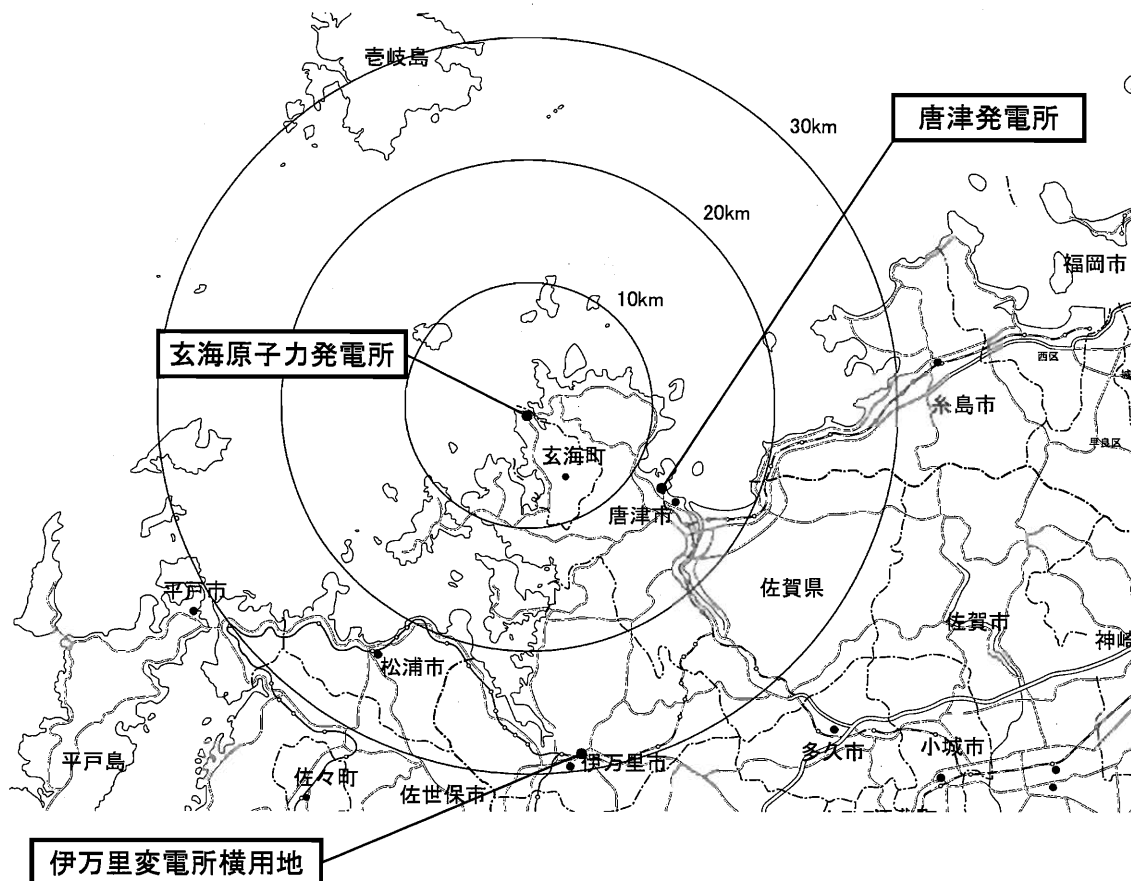 壱岐島
30km
唐津発電所
20km
福岡市
10km
玄海原子力発電所
西区
城
糸島市
早良区
玄海町
唐津市
佐賀県
平戸市
佐賀市
神埼
松浦市
平戸島
伊万里市
多久市
小城市
佐々町
佐世保市
伊万里変電所横用地